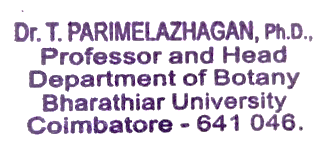 Dr. T. PARIMELAZHAGAN, Ph.D.,
Professor and Head
Department of Botany
Bharathiar University
Coimbatore - 641 046.